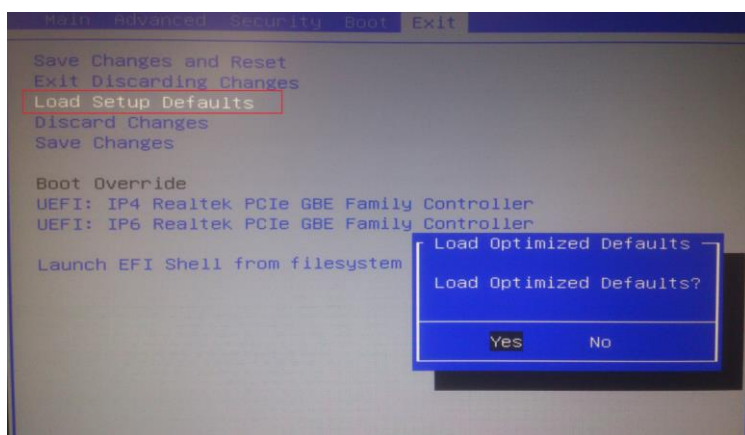 Main Advanced Security Boot Exit
Save Changes and Reset
Exit Discarding Changes
Load Setup Defaults
Discard Changes
Save Changes
Boot Override
UEFI: IP4 Realtek PCIe GBE Family Controller
UEFI: IP6 Realtek PCIe GBE Family Controller
Launch EFI Shell from filesystem
Load Optimized Defaults
Load Optimized Defaults?
Yes No